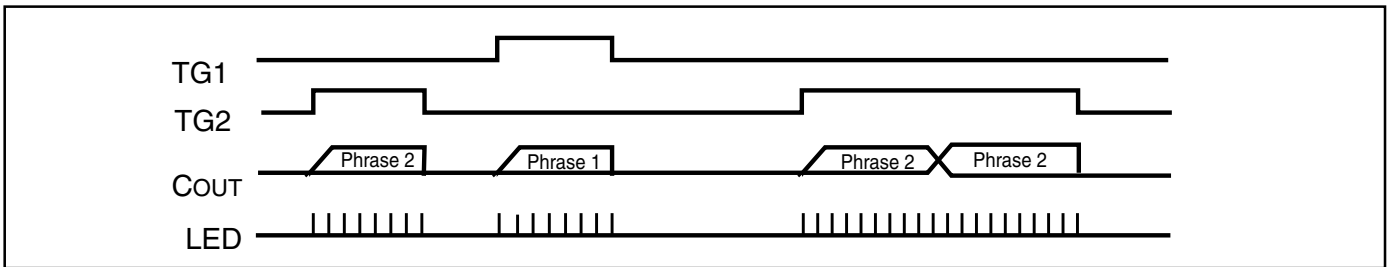 TG1
TG2
COUT Phrase 2 Phrase 1 Phrase 2 Phrase 2
LED